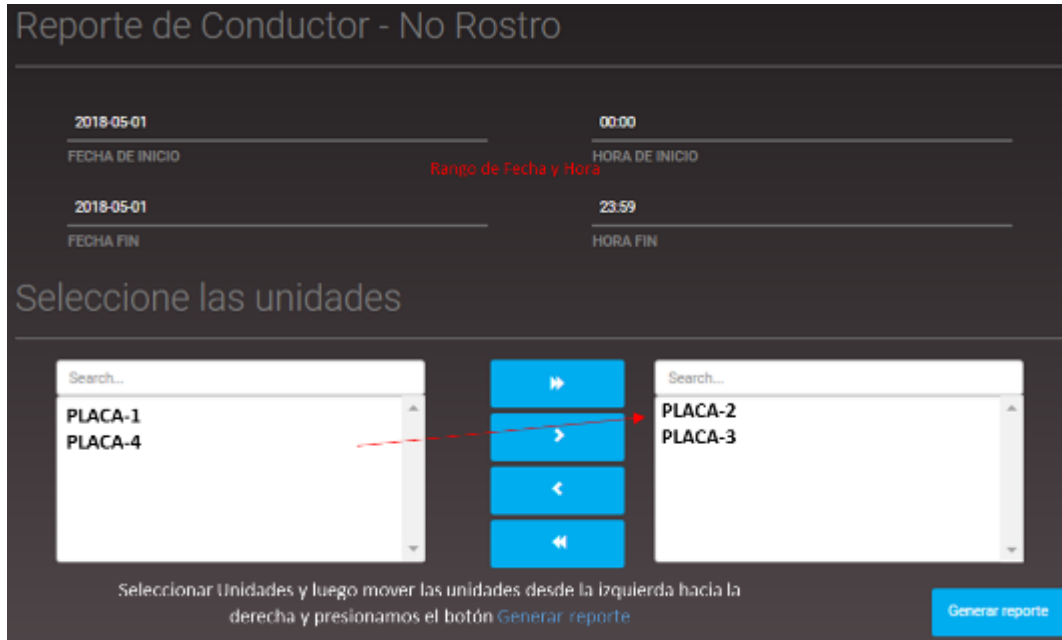 Reporte de Conductor - No Rostro
2018-05-01
00:00
FECHA DE INICIO
HORA DE INICIO
Rango de Fecha y Hora
2018-05-01
23:59
FECHA FIN
HORA FIN
Seleccione las unidades
Search...
Search...
PLACA-1
PLACA-4
PLACA-2
PLACA-3
Seleccionar Unidades y luego mover las unidades desde la izquierda hacia la
derecha y presionamos el botón Generar reporte
Generar reporte